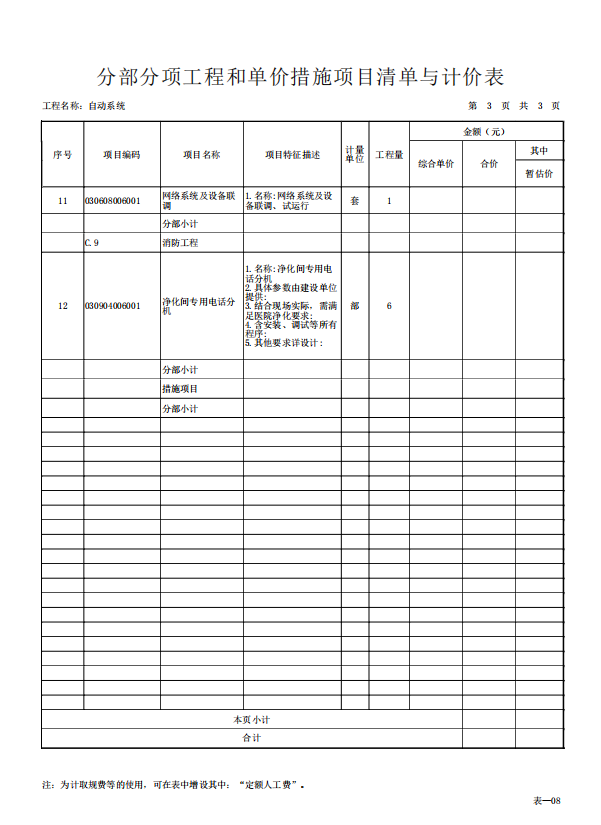 分部分项工程和单价措施项目清单与计价表
工程名称：自动系统
第 3 页 共 3 页
序号
项目编码
项目名称
项目特征描述
计量
单位
工程量
金额（元）
综合单价
合价
其中
暂估价
11
030608006001
网络系统及设备联
调
1.名称:网络系统及设
备联调、试运行
套
1
分部小计
C.9
消防工程
12
030904006001
净化间专用电话分
机
1.名称:净化间专用电
话分机
2.具体参数由建设单位
提供;
3.结合现场实际，需满
足医院净化要求;
4.含安装、调试等所有
程序;
5.其他要求详设计;
部
6
分部小计
措施项目
分部小计
本页小计
合计
注：为计取规费等的使用，可在表中增设其中：“定额人工费”。
表—08